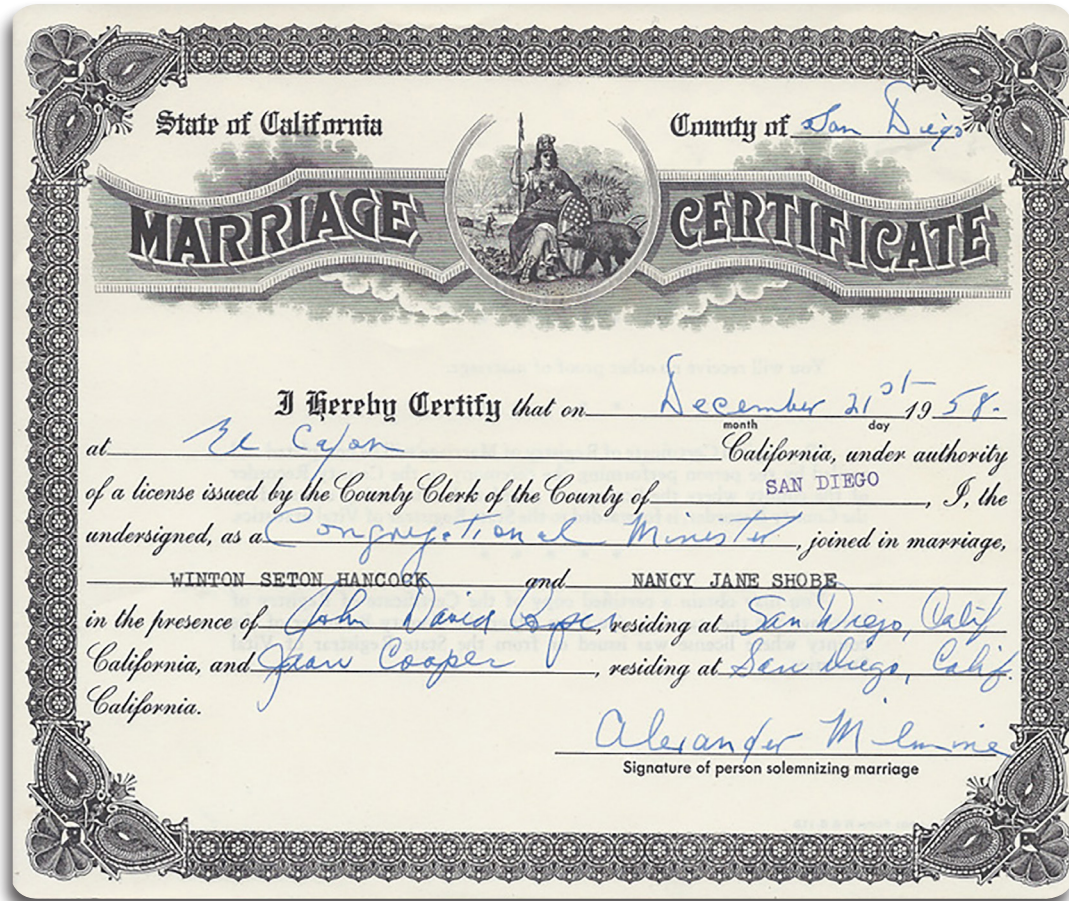 State of California County of San Diego
MARRIAGE CERTIFICATE
I Hereby Certify that on December 21st 1958.
month day
at El Cajon California, under authority
of a license issued by the County Clerk of the County of SAN DIEGO, I, the
undersigned, as a Congregational Minister, joined in marriage,
WINTON SETON HANCOCK and NANCY JANE SHOBE
in the presence of John David Cooper, residing at San Diego, Calif
California, and Joan Cooper, residing at San Diego, Calif.
California.
Alexander
Signature of person solemnizing marriage